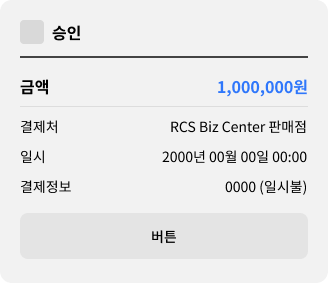 승인
금액 1,000,000원
결제처 RCS Biz Center 판매점
일시 2000년 00월 00일 00:00
결제정보 0000 (일시불)
버튼